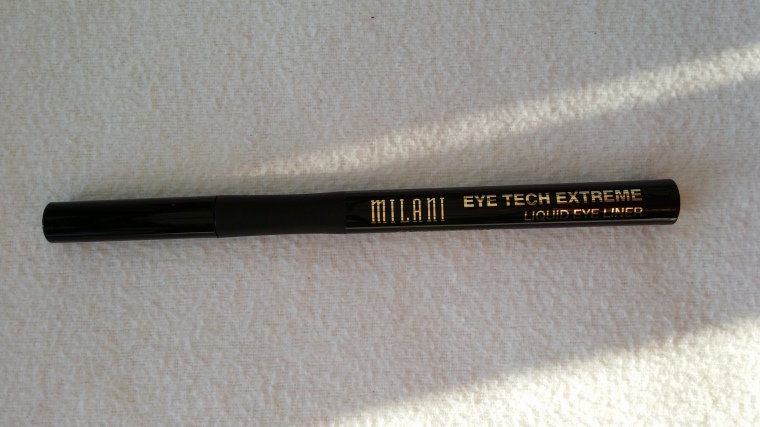 MILANI
EYE TECH EXTREME
LIQUID EYE LINER